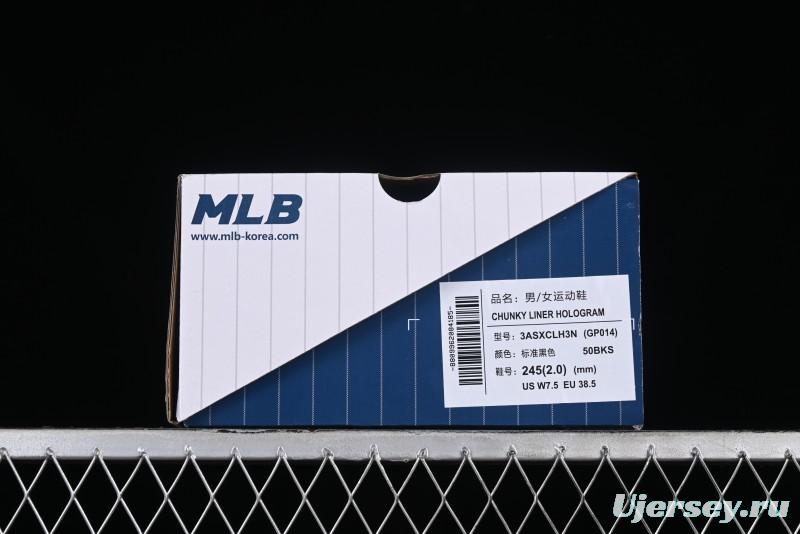 MLB
www.mlb-korea.com
品名：男/女运动鞋
CHUNKY LINER HOLOGRAM
型号：3ASXCLH3N (GP014)
颜色：标准黑色 50BKS
鞋号：245(2.0) (mm)
US W7.5 EU 38.5
Ujersey.ru